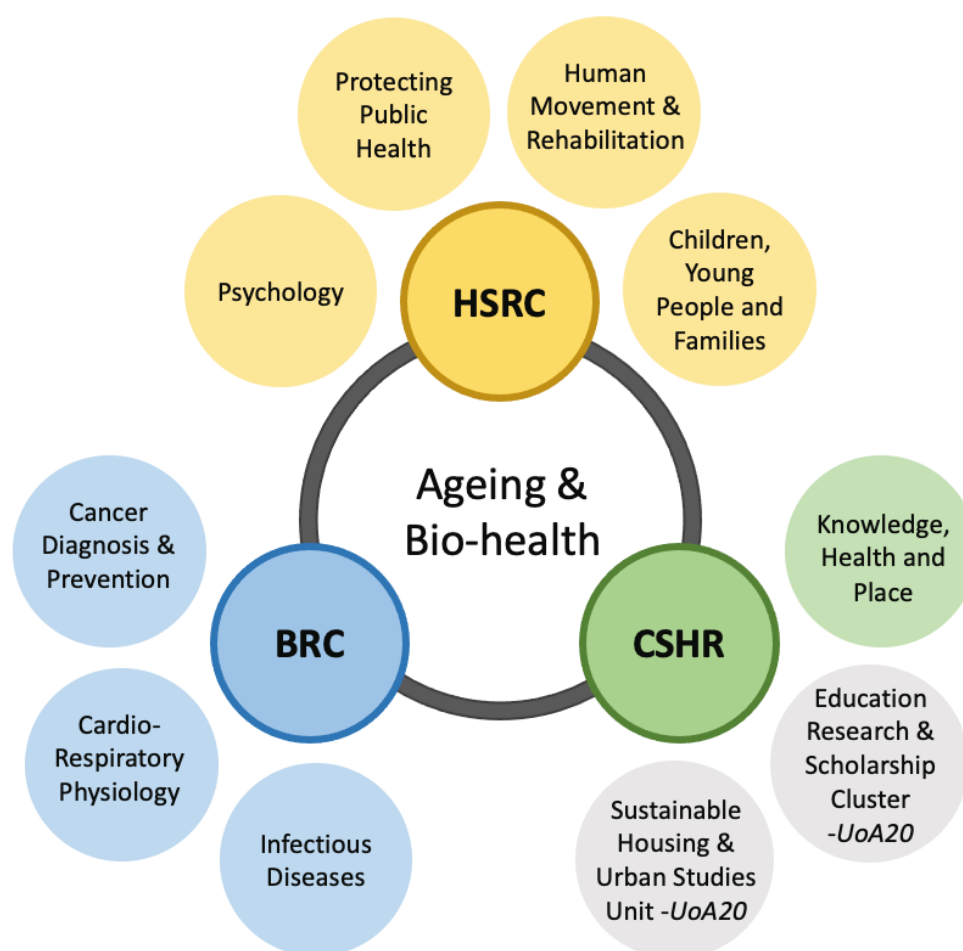 Protecting
Public
Health
Human
Movement &
Rehabilitation
Psychology
HSRC
Children,
Young
People and
Families
Ageing &
Bio-health
Cancer
Diagnosis &
Prevention
BRC
CSHR
Knowledge,
Health and
Place
Cardio-
Respiratory
Physiology
Education
Research &
Scholarship
Cluster
-UoA20
Infectious
Diseases
Sustainable
Housing &
Urban Studies
Unit -UoA20